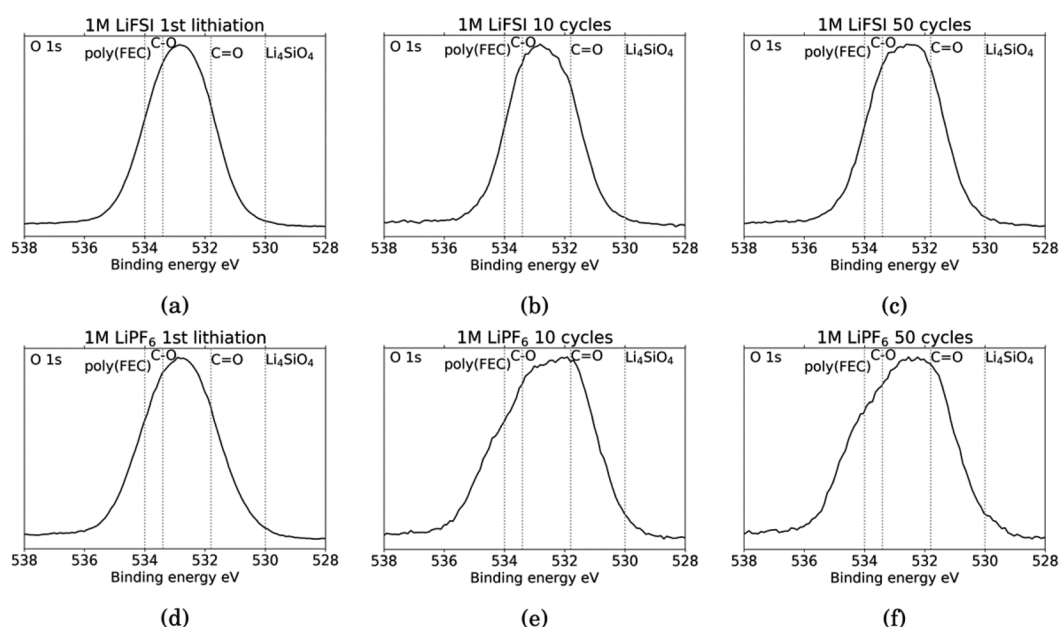 1M LiFSI 1st lithiation
O 1s
C-O
poly(FEC)
C=O
Li₄SiO₄
538 536 534 532 530 528
Binding energy eV
(a)
1M LiFSI 10 cycles
O 1s
C-O
poly(FEC)
C=O
Li₄SiO₄
538 536 534 532 530 528
Binding energy eV
(b)
1M LiFSI 50 cycles
O 1s
C-O
poly(FEC)
C=O
Li₄SiO₄
538 536 534 532 530 528
Binding energy eV
(c)
1M LiPF₆ 1st lithiation
O 1s
C-O
poly(FEC)
C=O
Li₄SiO₄
538 536 534 532 530 528
Binding energy eV
(d)
1M LiPF₆ 10 cycles
O 1s
C-O
poly(FEC)
C=O
Li₄SiO₄
538 536 534 532 530 528
Binding energy eV
(e)
1M LiPF₆ 50 cycles
O 1s
C-O
poly(FEC)
C=O
Li₄SiO₄
538 536 534 532 530 528
Binding energy eV
(f)